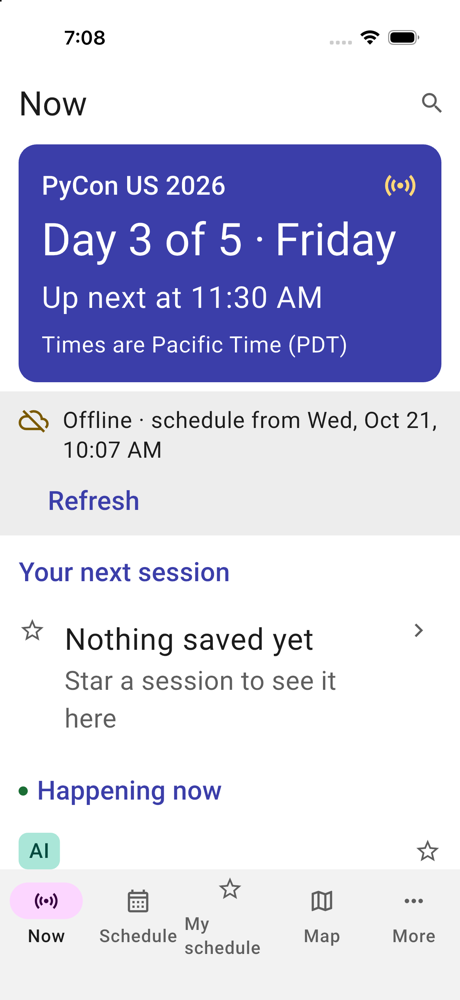 7:08
Now
PyCon US 2026
Day 3 of 5 · Friday
Up next at 11:30 AM
Times are Pacific Time (PDT)
Offline · schedule from Wed, Oct 21,
10:07 AM
Refresh
Your next session
Nothing saved yet
Star a session to see it
here
Happening now
AI
Now
Schedule
My
schedule
Map
More